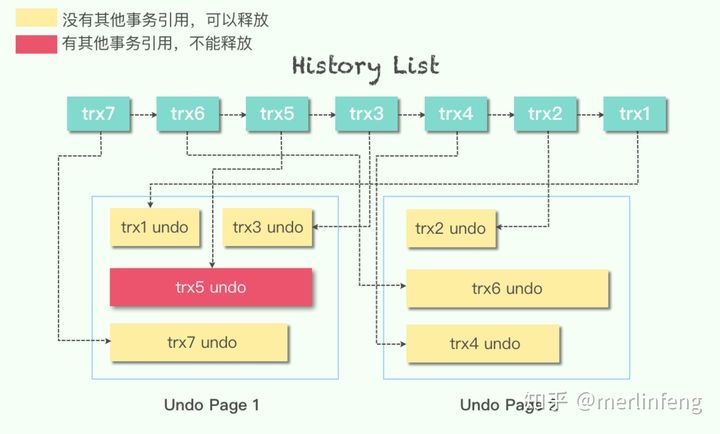 没有其他事务引用，可以释放
有其他事务引用，不能释放
History List
trx7 trx6 trx5 trx3 trx4 trx2 trx1
trx1 undo trx3 undo
trx5 undo
trx7 undo
trx2 undo
trx6 undo
trx4 undo
Undo Page 1
Undo Page 2
知乎 @merlinfeng